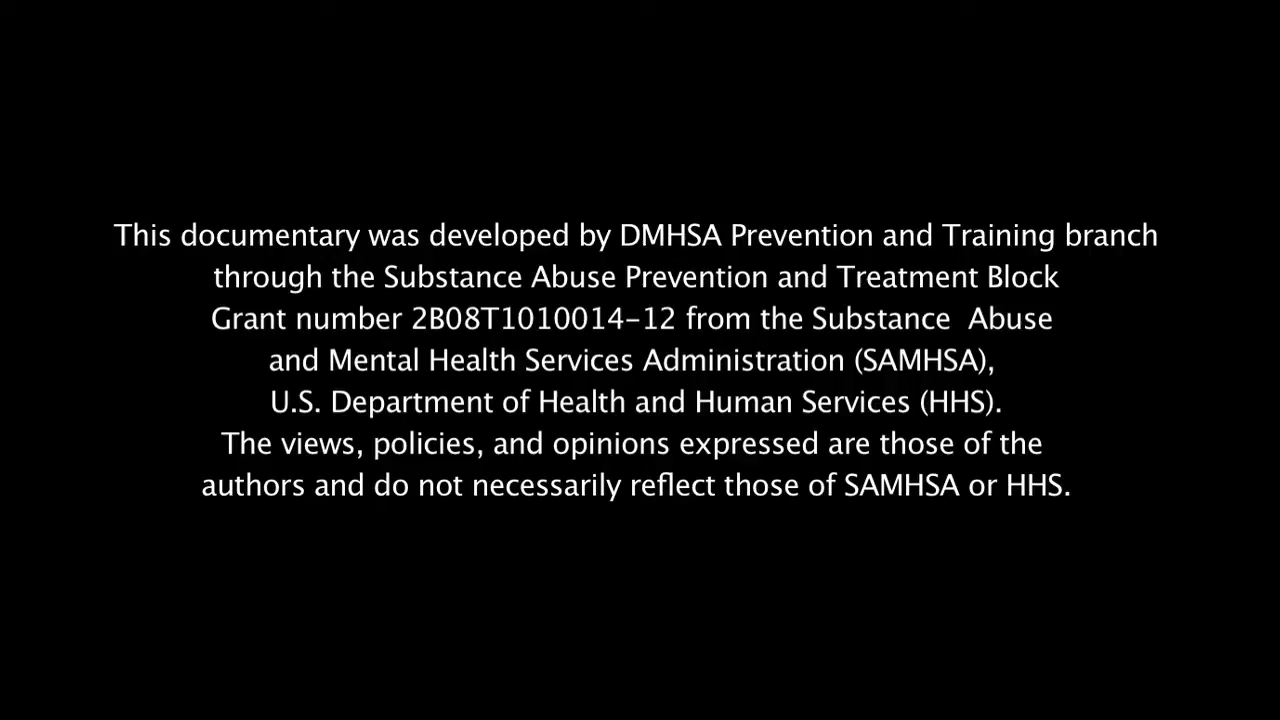 This documentary was developed by DMHSA Prevention and Training branch
through the Substance Abuse Prevention and Treatment Block
Grant number 2B08T1010014-12 from the Substance  Abuse
and Mental Health Services Administration (SAMHSA),
U.S. Department of Health and Human Services (HHS).
The views, policies, and opinions expressed are those of the
authors and do not necessarily reflect those of SAMHSA or HHS.